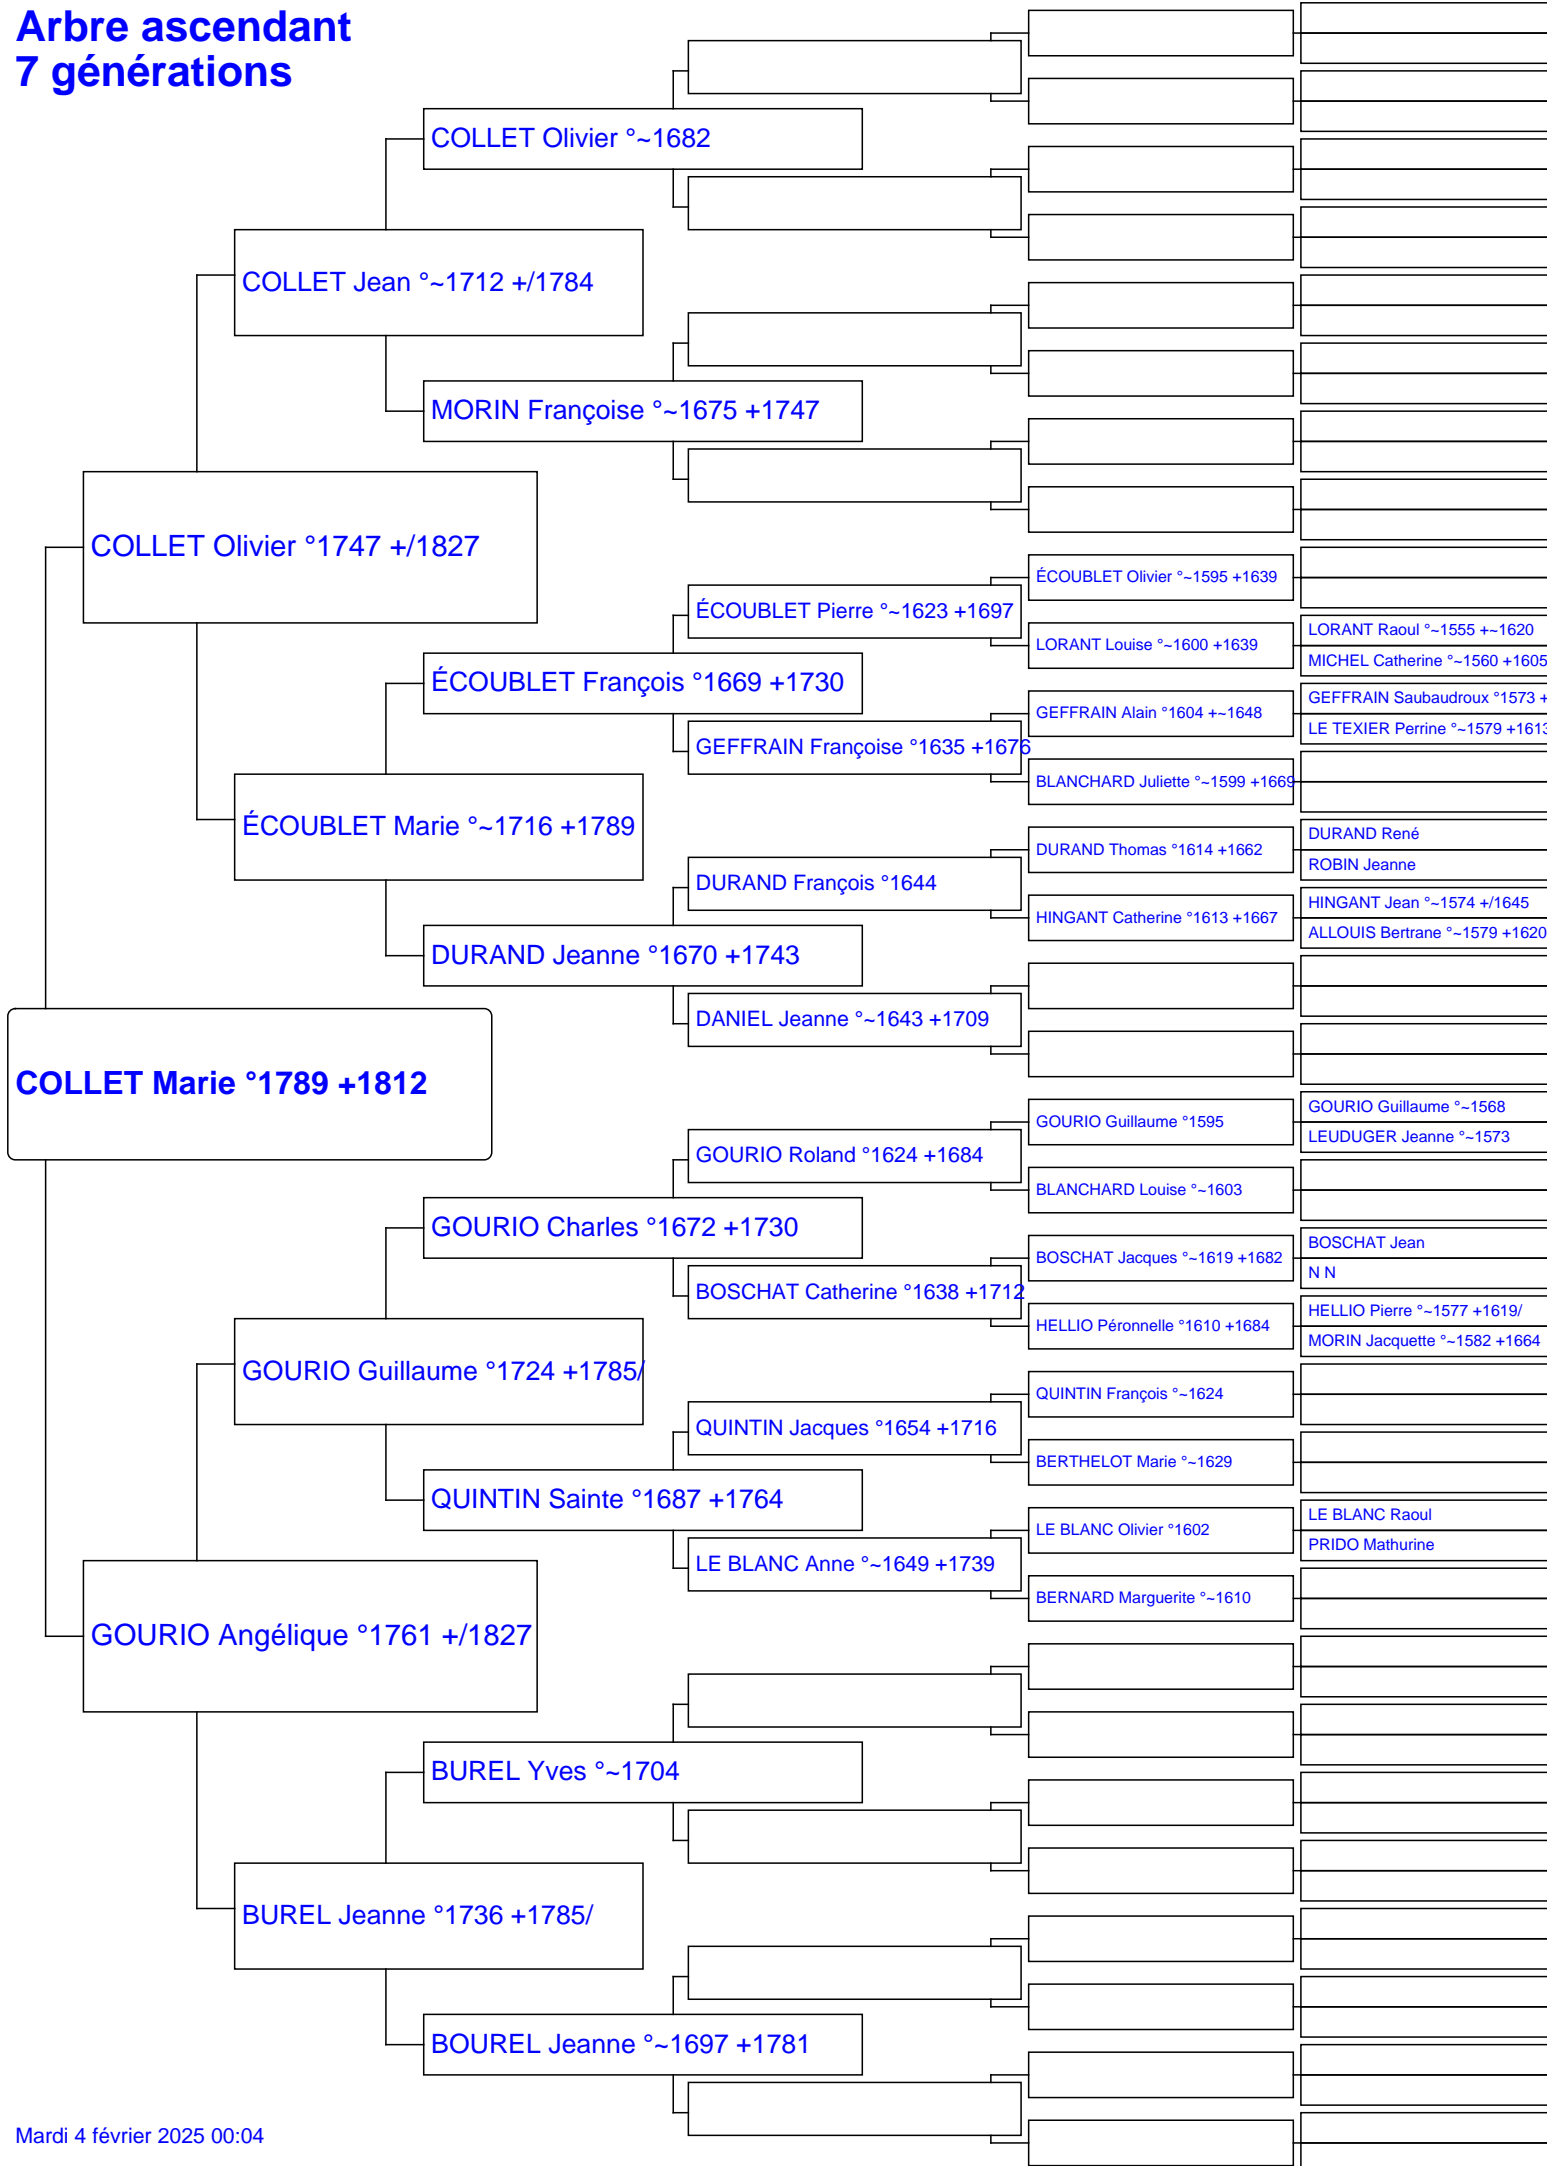 Arbre ascendant
7 générations
COLLET Olivier °~1682
COLLET Jean °~1712 +/1784
MORIN Françoise °~1675 +1747
COLLET Olivier °1747 +/1827
ÉCOUBLET Olivier °~1595 +1639
ÉCOUBLET Pierre °~1623 +1697
LORANT Raoul °~1555 +~1620
LORANT Louise °~1600 +1639
MICHEL Catherine °~1560 +1605
ÉCOUBLET François °1669 +1730
GEFFRAIN Saubaudroux °1573 +
GEFFRAIN Alain °1604 +~1648
LE TEXIER Perrine °~1579 +1613
GEFFRAIN Françoise °1635 +1676
BLANCHARD Juliette °~1599 +1669
ÉCOUBLET Marie °~1716 +1789
DURAND René
DURAND Thomas °1614 +1662
ROBIN Jeanne
DURAND François °1644
HINGANT Jean °~1574 +/1645
HINGANT Catherine °1613 +1667
ALLOUIS Bertrane °~1579 +1620
DURAND Jeanne °1670 +1743
DANIEL Jeanne °~1643 +1709
COLLET Marie °1789 +1812
GOURIO Guillaume °~1568
GOURIO Guillaume °1595
LEUDUGER Jeanne °~1573
GOURIO Roland °1624 +1684
BLANCHARD Louise °~1603
GOURIO Charles °1672 +1730
BOSCHAT Jean
BOSCHAT Jacques °~1619 +1682
N N
BOSCHAT Catherine °1638 +1712
HELLIO Pierre °~1577 +1619/
HELLIO Péronnelle °1610 +1684
MORIN Jacquette °~1582 +1664
GOURIO Guillaume °1724 +1785/
QUINTIN François °~1624
QUINTIN Jacques °1654 +1716
BERTHELOT Marie °~1629
QUINTIN Sainte °1687 +1764
LE BLANC Raoul
LE BLANC Olivier °1602
PRIDO Mathurine
LE BLANC Anne °~1649 +1739
BERNARD Marguerite °~1610
GOURIO Angélique °1761 +/1827
BUREL Yves °~1704
BUREL Jeanne °1736 +1785/
BOUREL Jeanne °~1697 +1781
Mardi 4 février 2025 00:04